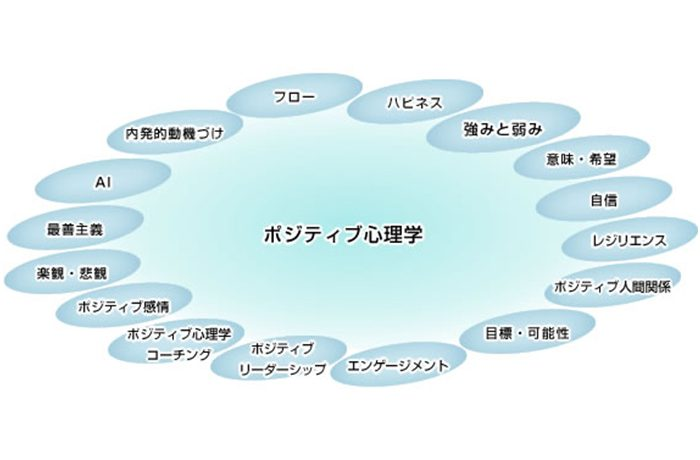 フロー
ハピネス
強みと弱み
内発的動機づけ
意味・希望
AI
自信
最善主義
ポジティブ心理学
レジリエンス
楽観・悲観
ポジティブ人間関係
ポジティブ感情
ポジティブ心理学
コーチング
目標・可能性
ポジティブ
リーダーシップ
エンゲージメント